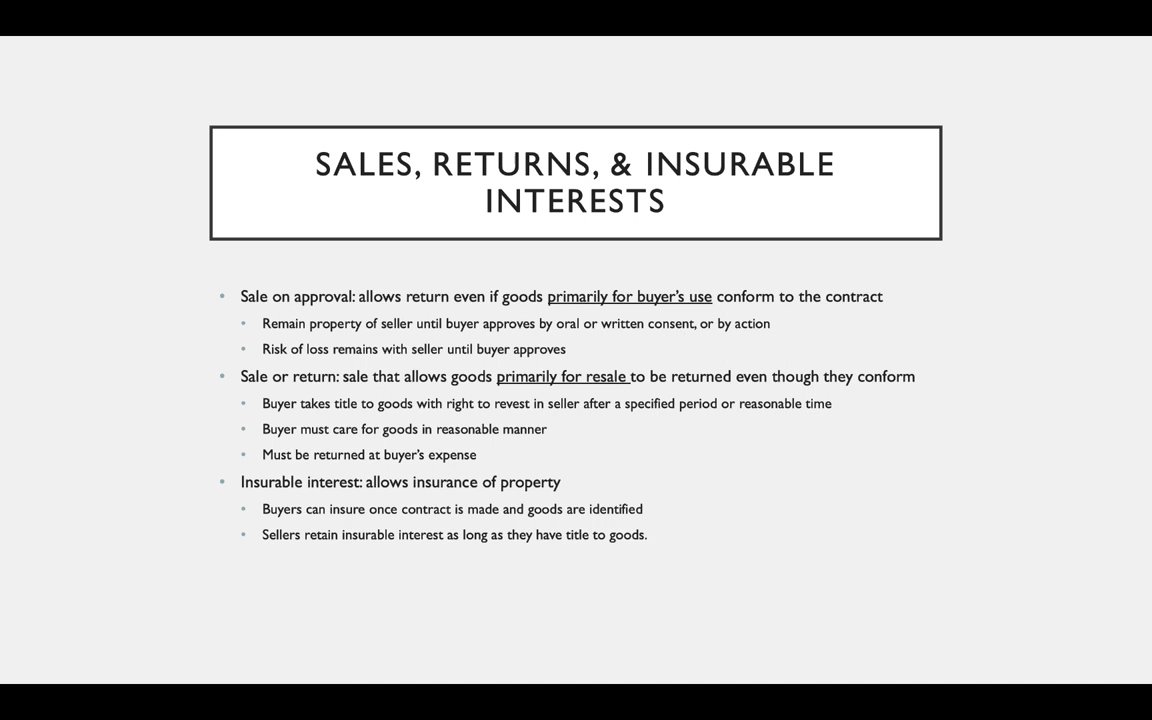 SALES, RETURNS, & INSURABLE
INTERESTS
• Sale on approval: allows return even if goods primarily for buyer's use conform to the contract
• Remain property of seller until buyer approves by oral or written consent, or by action
• Risk of loss remains with seller until buyer approves
• Sale or return: sale that allows goods primarily for resale to be returned even though they conform
• Buyer takes title to goods with right to revest in seller after a specified period or reasonable time
• Buyer must care for goods in reasonable manner
• Must be returned at buyer's expense
• Insurable interest: allows insurance of property
• Buyers can insure once contract is made and goods are identified
• Sellers retain insurable interest as long as they have title to goods.